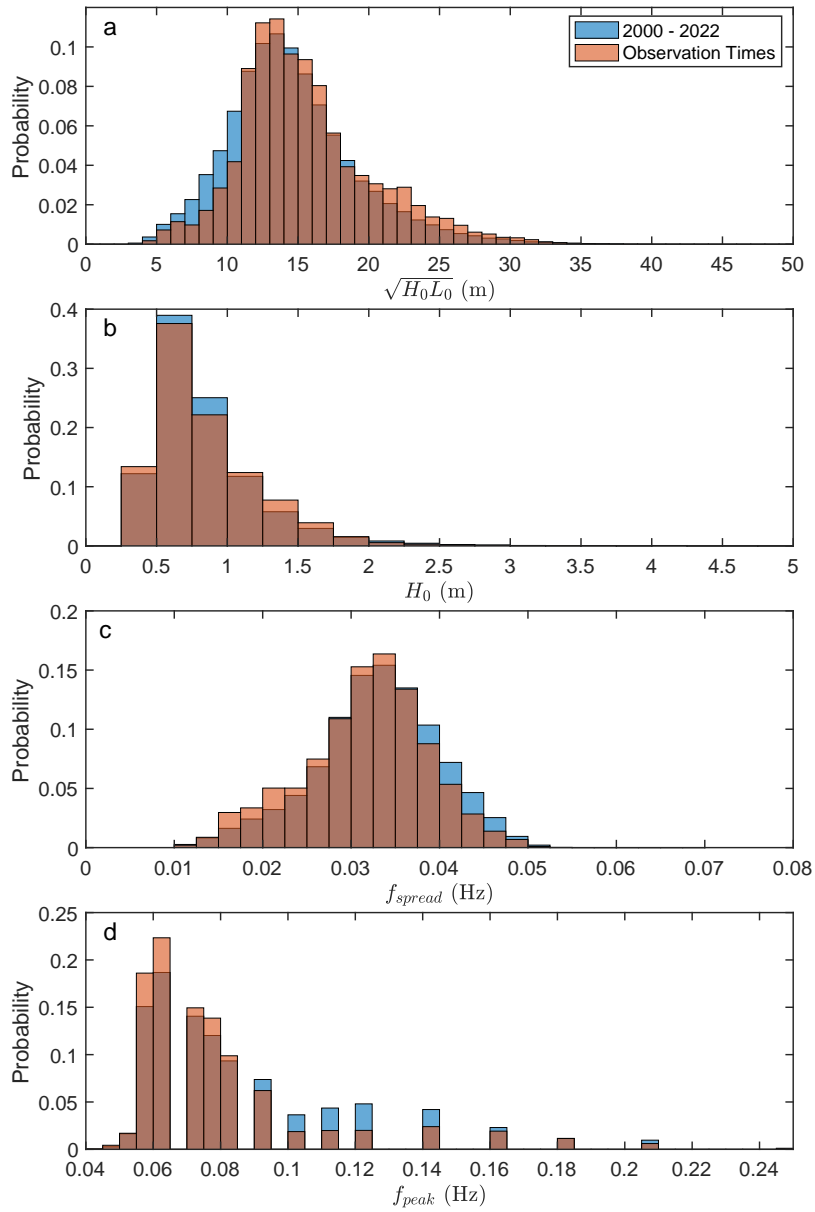 a
2000 - 2022
Observation Times
Probability
0.1
0.08
0.06
0.04
0.02
0
0 5 10 15 20 25 30 35 40 45 50
√H₀L₀ (m)
b
Probability
0.4
0.3
0.2
0.1
0
0 0.5 1 1.5 2 2.5 3 3.5 4 4.5 5
H₀ (m)
c
Probability
0.2
0.15
0.1
0.05
0
0 0.01 0.02 0.03 0.04 0.05 0.06 0.07 0.08
f_spread (Hz)
d
Probability
0.25
0.2
0.15
0.1
0.05
0
0.04 0.06 0.08 0.1 0.12 0.14 0.16 0.18 0.2 0.22 0.24
f_peak (Hz)